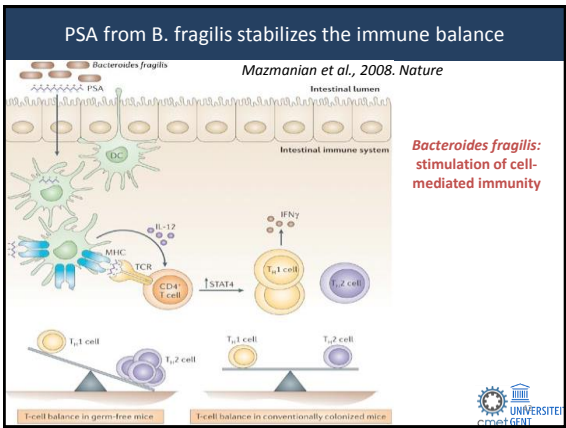 PSA from B. fragilis stabilizes the immune balance
Bacteroides fragilis
Mazmanian et al., 2008. Nature
PSA
Intestinal lumen
DC
Intestinal immune system
Bacteroides fragilis:
stimulation of cell-
mediated immunity
IL-12
IFNγ
MHC
TCR
CD4⁺
T cell
↑STAT4
TH1 cell
TH2 cell
TH1 cell
TH2 cell
TH1 cell
TH2 cell
T-cell balance in germ-free mice
T-cell balance in conventionally colonized mice
cmet
UNIVERSITEIT
GENT